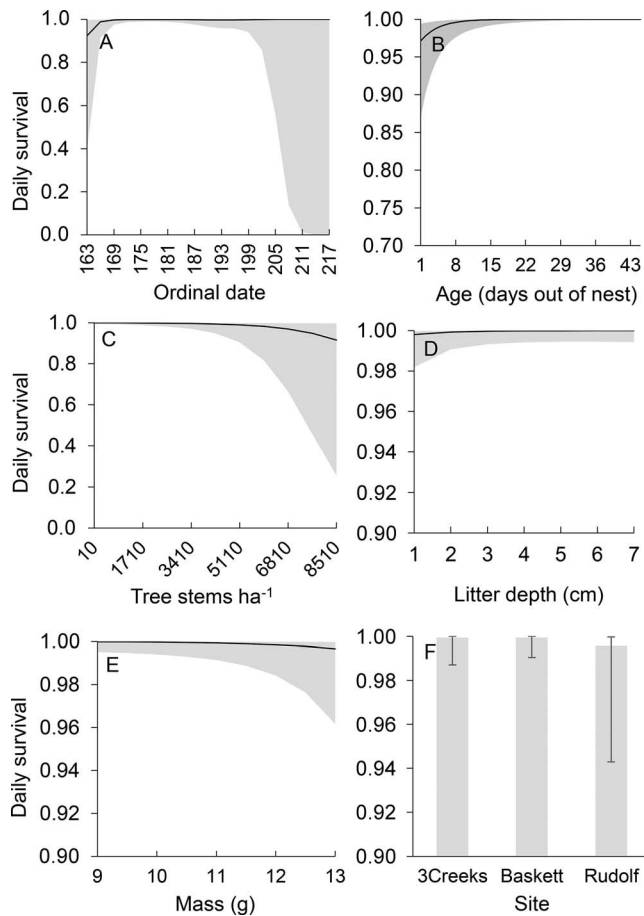 A
Daily survival
1.0
0.8
0.6
0.4
0.2
0.0
163
169
175
181
187
193
199
205
211
217
Ordinal date
B
1.00
0.95
0.90
0.85
0.80
0.75
0.70
1 8 15 22 29 36 43
Age (days out of nest)
C
Daily survival
1.0
0.8
0.6
0.4
0.2
0.0
10
1710
3410
5110
6810
8510
Tree stems ha⁻¹
D
1.00
0.98
0.96
0.94
0.92
0.90
1 2 3 4 5 6 7
Litter depth (cm)
E
Daily survival
1.00
0.98
0.96
0.94
0.92
0.90
9 10 11 12 13
Mass (g)
F
1.00
0.98
0.96
0.94
0.92
0.90
3Creeks Baskett Rudolf
Site